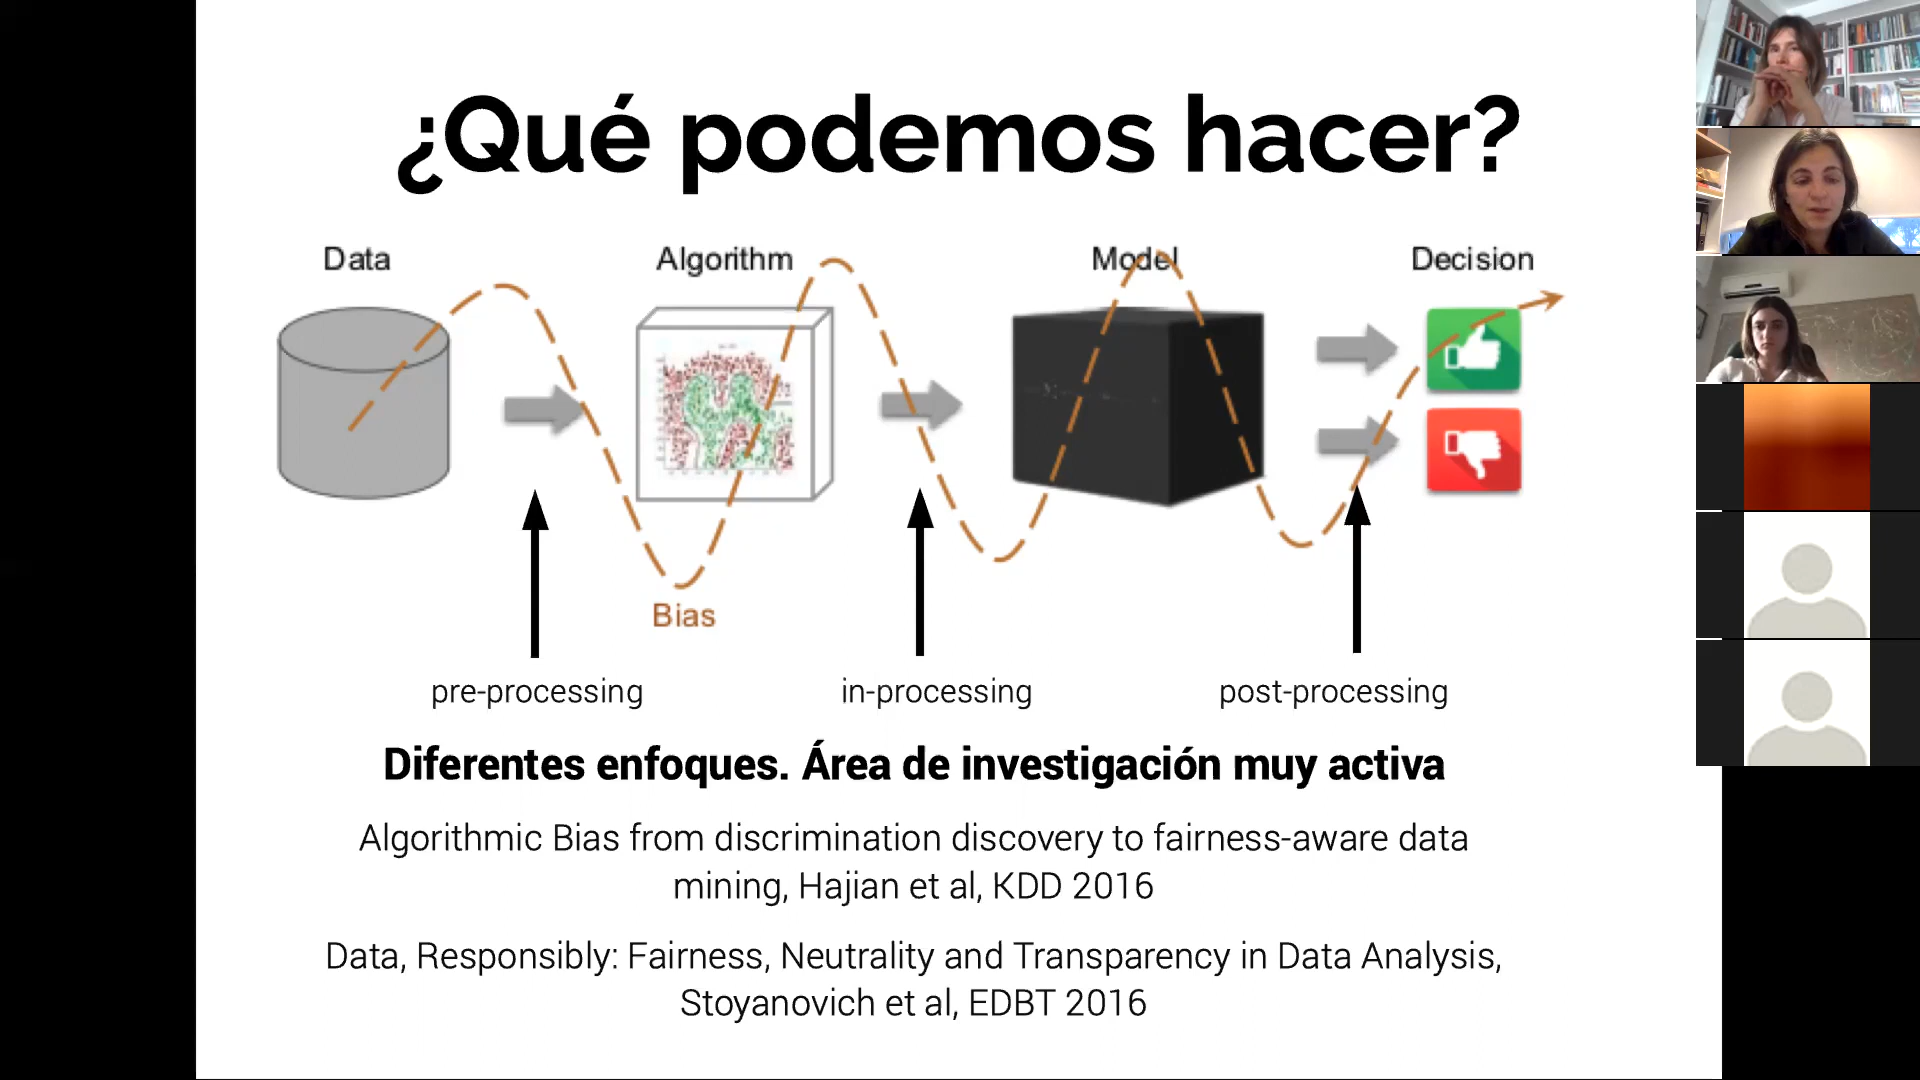 ¿Qué podemos hacer?
Data
Algorithm
Model
Decision
Bias
pre-processing
in-processing
post-processing
Diferentes enfoques. Área de investigación muy activa
Algorithmic Bias from discrimination discovery to fairness-aware data
mining, Hajian et al, KDD 2016
Data, Responsibly: Fairness, Neutrality and Transparency in Data Analysis,
Stoyanovich et al, EDBT 2016